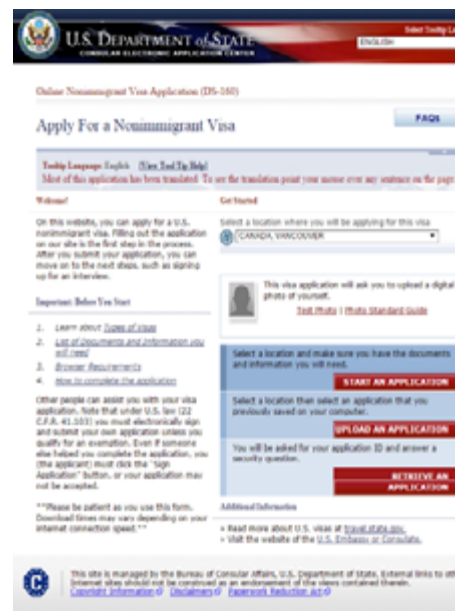 U.S. DEPARTMENT of STATE
CONSULAR ELECTRONIC APPLICATION CENTER
Select Tooltip La
ENGLISH
Online Nonimmigrant Visa Application (DS-160)
Apply For a Nonimmigrant Visa
FAQs
Tooltip Language: English [View Tool Tip Help]
Most of this application has been translated. To see the translation point your mouse over any sentence on the page
Welcome!
On this website, you can apply for a U.S.
nonimmigrant visa. Filling out the application
on our site is the first step in the process.
After you submit your application, you can
move on to the next steps, such as signing
up for an interview.
Important: Before You Start
1. Learn about Types of Visas
2. List of Documents and Information you
will need
3. Browser Requirements
4. How to complete the application
Other people can assist you with your visa
application. Note that under U.S. law (22
C.F.R. 41.103) you must electronically sign
and submit your own application unless you
qualify for an exemption. Even if someone
else helped you complete the application, you
(the applicant) must click the "Sign
Application" button, or your application may
not be accepted.
**Please be patient as you use this form.
Download times may vary depending on your
internet connection speed.**
Get Started
Select a location where you will be applying for this visa
CANADA, VANCOUVER
This visa application will ask you to upload a digital
photo of yourself.
Test Photo | Photo Standard Guide
Select a location and make sure you have the documents
and information you will need.
START AN APPLICATION
Select a location then select an application that you
previously saved on your computer.
UPLOAD AN APPLICATION
You will be asked for your application ID and answer a
security question.
RETRIEVE AN
APPLICATION
Additional Information
» Read more about U.S. visas at travel.state.gov.
» Visit the website of the U.S. Embassy or Consulate.
This site is managed by the Bureau of Consular Affairs, U.S. Department of State. External links to oth
Internet sites should not be construed as an endorsement of the views contained therein.
Copyright Information Disclaimers Paperwork Reduction Act